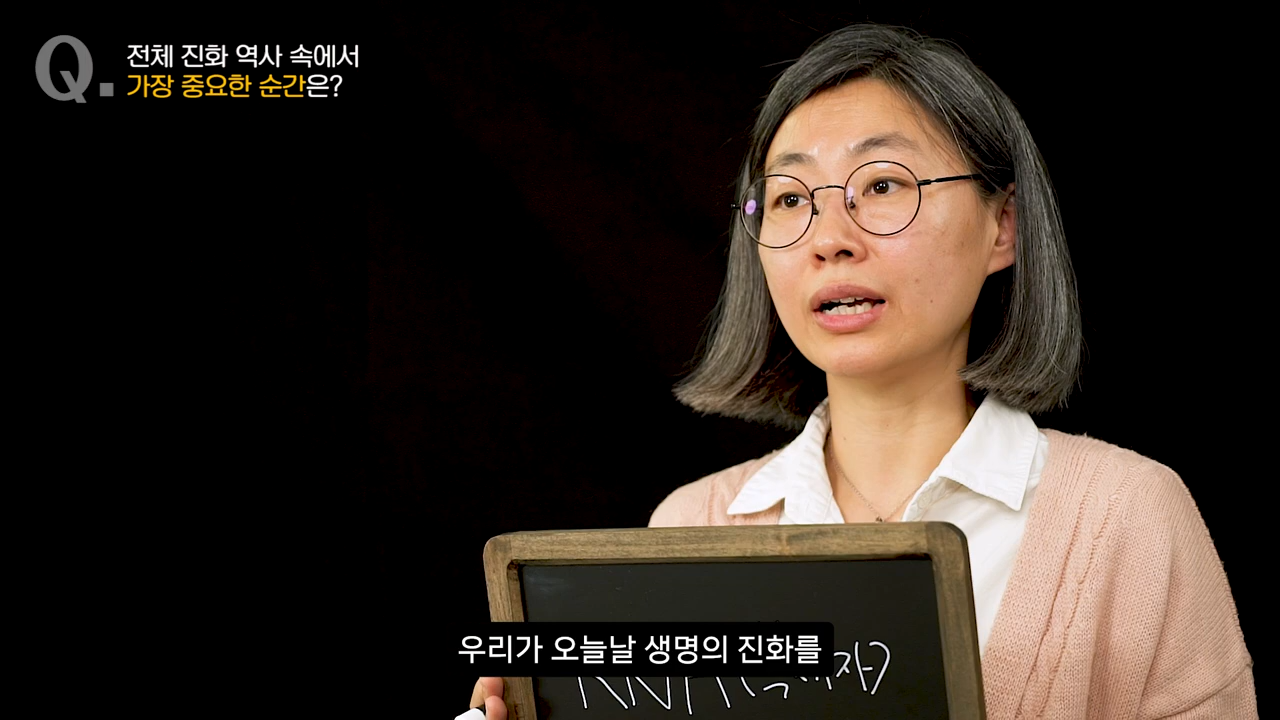 Q. 전체 진화 역사 속에서
가장 중요한 순간은?
우리가 오늘날 생명의 진화를